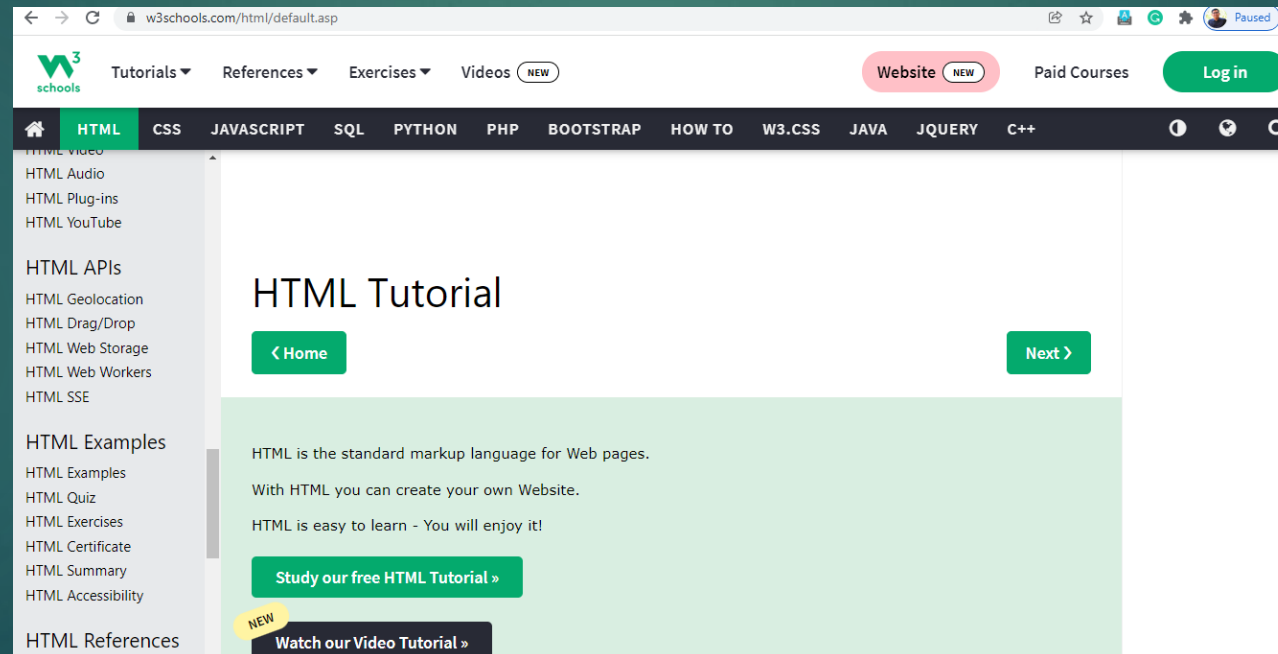 w3schools.com/html/default.asp
Paused
W3
schools
Tutorials
References
Exercises
Videos NEW
Website NEW
Paid Courses
Log in
HTML
CSS
JAVASCRIPT
SQL
PYTHON
PHP
BOOTSTRAP
HOW TO
W3.CSS
JAVA
JQUERY
C++
HTML Video
HTML Audio
HTML Plug-ins
HTML YouTube
HTML APIs
HTML Geolocation
HTML Drag/Drop
HTML Web Storage
HTML Web Workers
HTML SSE
HTML Examples
HTML Examples
HTML Quiz
HTML Exercises
HTML Certificate
HTML Summary
HTML Accessibility
HTML References
HTML Tutorial
❮ Home
Next ❯
HTML is the standard markup language for Web pages.
With HTML you can create your own Website.
HTML is easy to learn - You will enjoy it!
Study our free HTML Tutorial »
NEW
Watch our Video Tutorial »